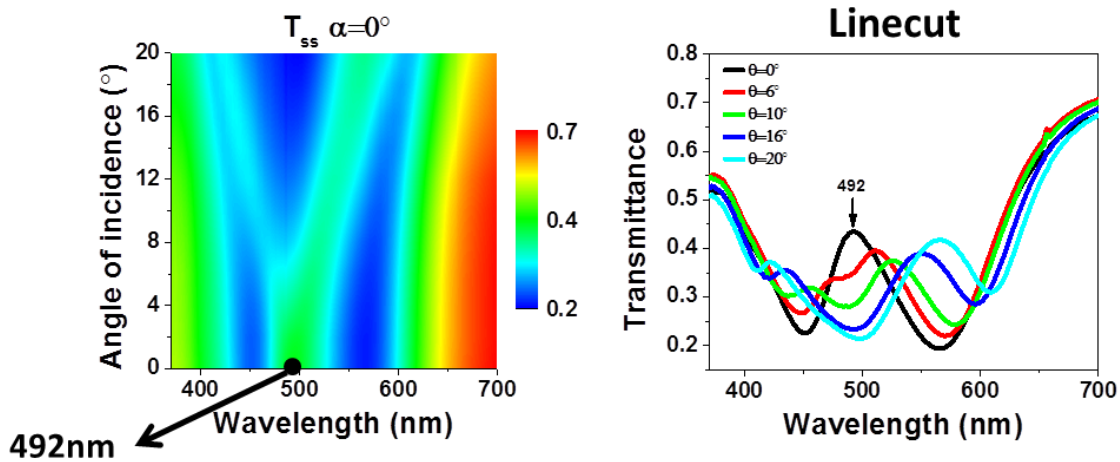 T_ss α=0°
20
16
12
8
4
0
Angle of incidence (°)
400 500 600 700
Wavelength (nm)
492nm
0.7
0.4
0.2
Linecut
0.8
0.7
0.6
0.5
0.4
0.3
0.2
Transmittance
θ=0°
θ=6°
θ=10°
θ=16°
θ=20°
492
400 500 600 700
Wavelength (nm)